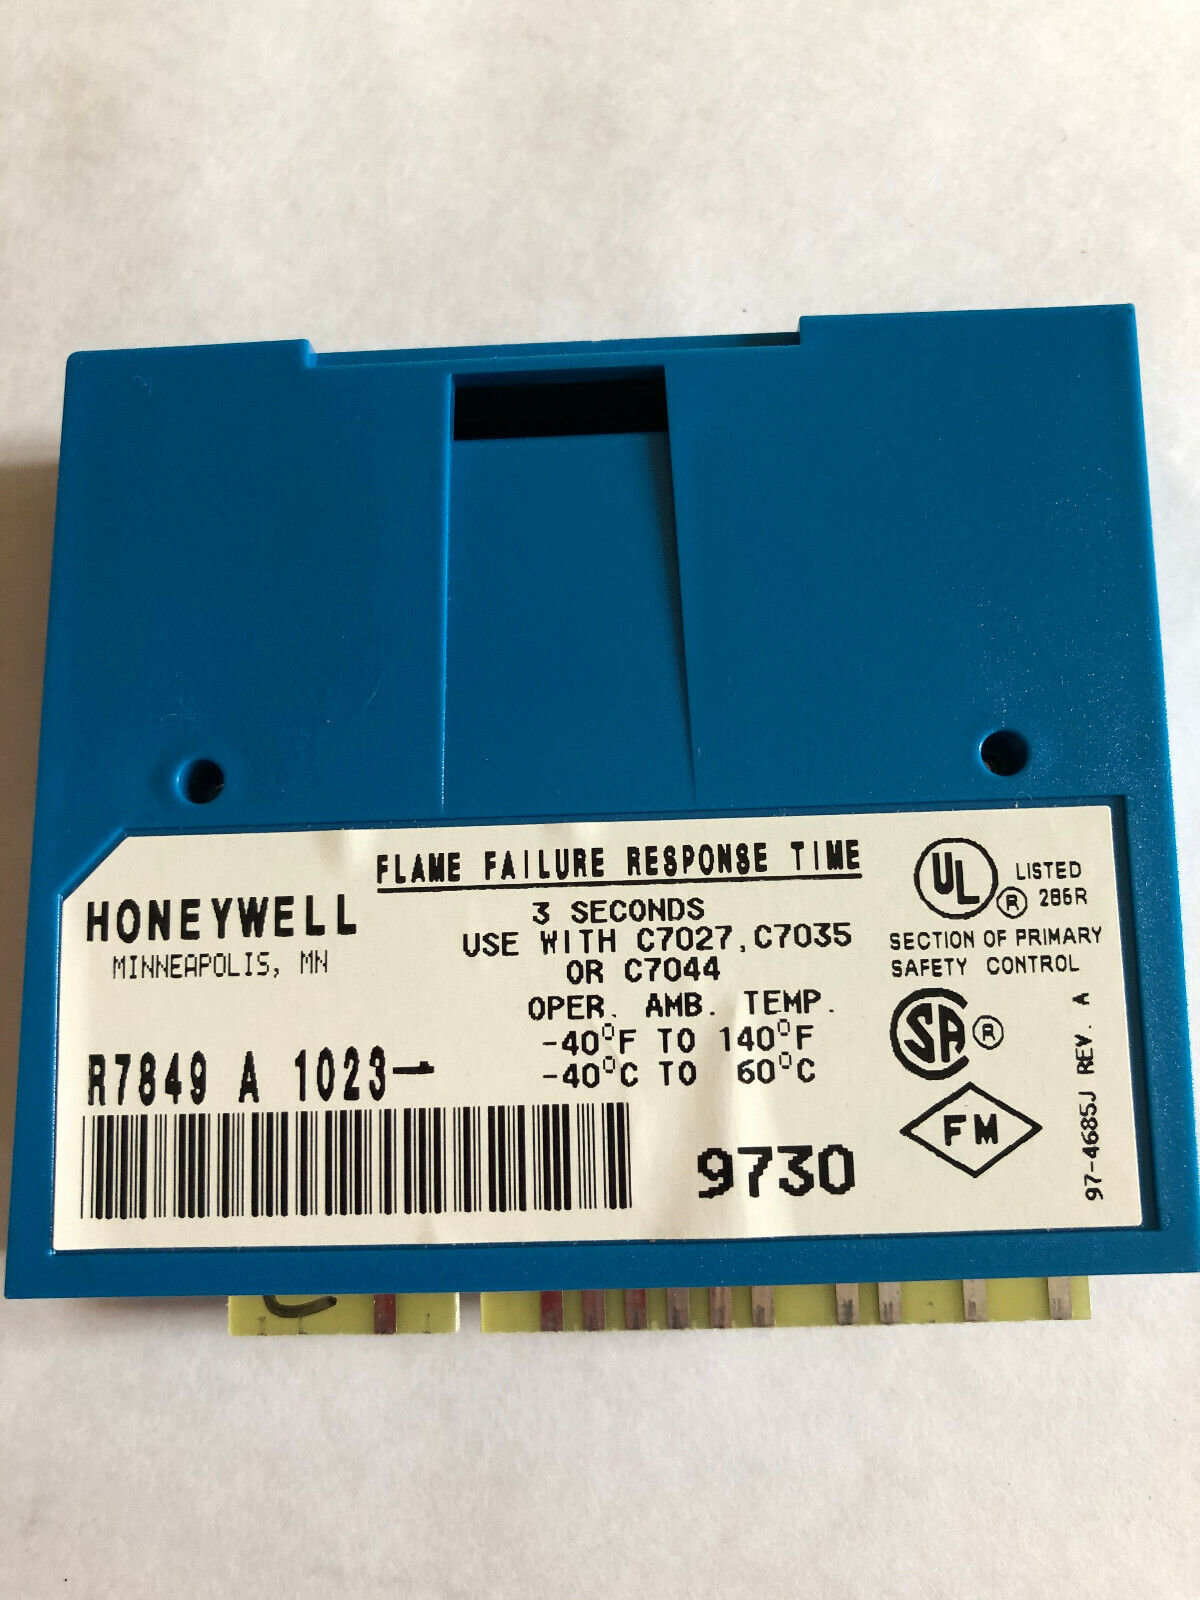 FLAME FAILURE RESPONSE TIME
HONEYWELL
MINNEAPOLIS, MN
3 SECONDS
USE WITH C7027,C7035
OR C7044
OPER. AMB. TEMP.
-40°F TO 140°F
-40°C TO 60°C
R7849 A 1023-
9730
UL
® LISTED
286R
SECTION OF PRIMARY
SAFETY CONTROL
SA ®
FM
97-4685J REV. A
C